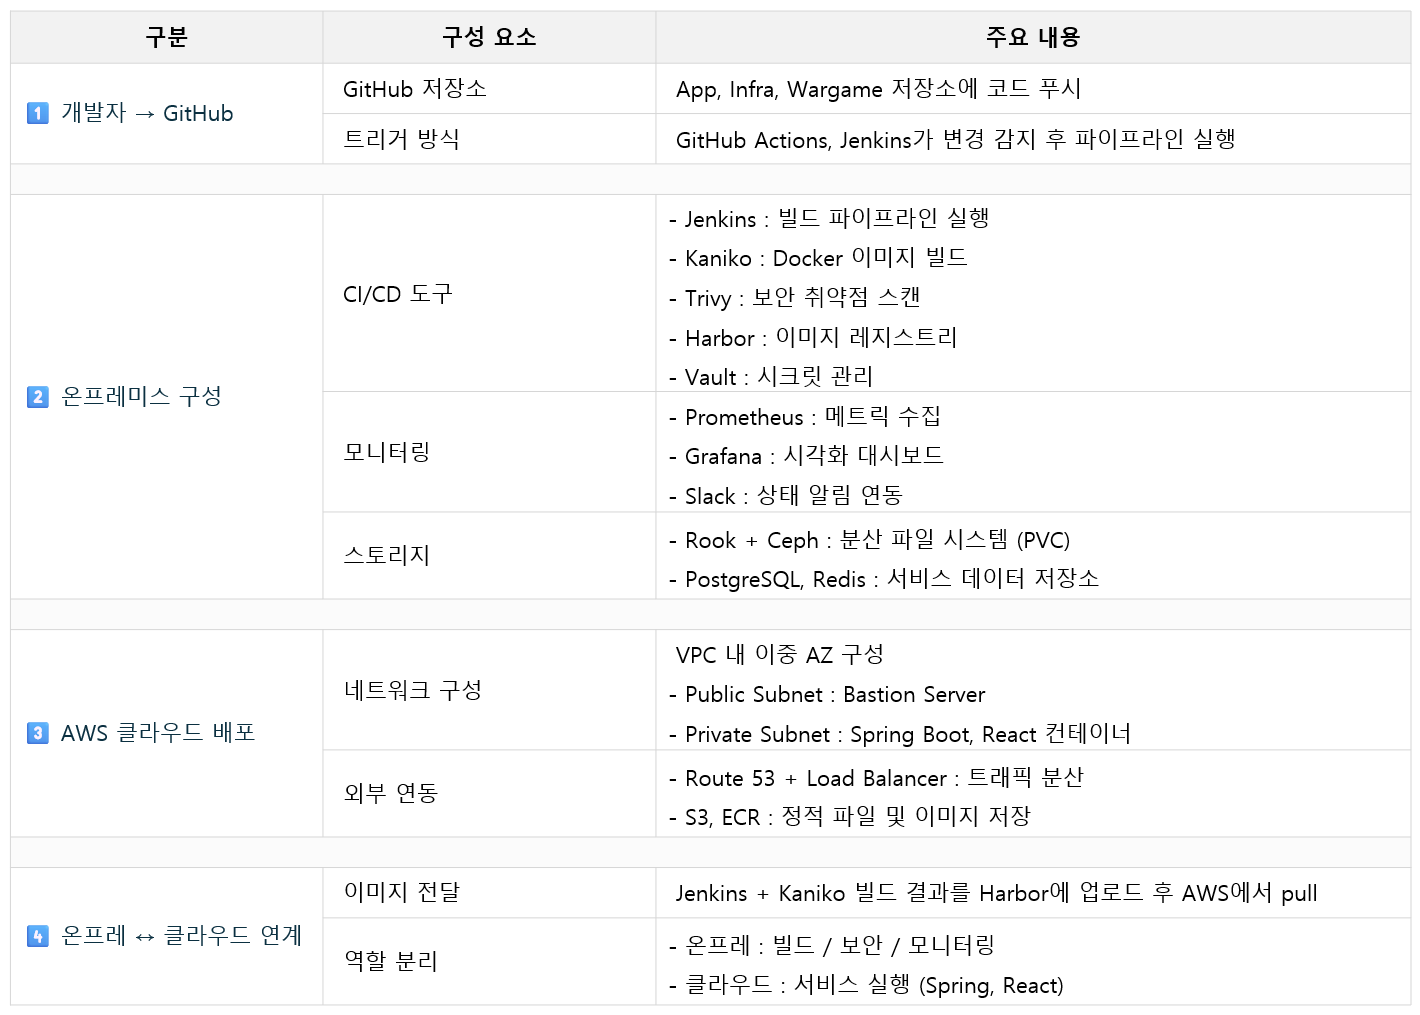 구분 구성 요소 주요 내용
1 개발자 → GitHub
GitHub 저장소 App, Infra, Wargame 저장소에 코드 푸시
트리거 방식 GitHub Actions, Jenkins가 변경 감지 후 파이프라인 실행
2 온프레미스 구성
CI/CD 도구
- Jenkins : 빌드 파이프라인 실행
- Kaniko : Docker 이미지 빌드
- Trivy : 보안 취약점 스캔
- Harbor : 이미지 레지스트리
- Vault : 시크릿 관리
모니터링
- Prometheus : 메트릭 수집
- Grafana : 시각화 대시보드
- Slack : 상태 알림 연동
스토리지
- Rook + Ceph : 분산 파일 시스템 (PVC)
- PostgreSQL, Redis : 서비스 데이터 저장소
3 AWS 클라우드 배포
네트워크 구성
VPC 내 이중 AZ 구성
- Public Subnet : Bastion Server
- Private Subnet : Spring Boot, React 컨테이너
외부 연동
- Route 53 + Load Balancer : 트래픽 분산
- S3, ECR : 정적 파일 및 이미지 저장
4 온프레 ↔ 클라우드 연계
이미지 전달 Jenkins + Kaniko 빌드 결과를 Harbor에 업로드 후 AWS에서 pull
역할 분리
- 온프레 : 빌드 / 보안 / 모니터링
- 클라우드 : 서비스 실행 (Spring, React)